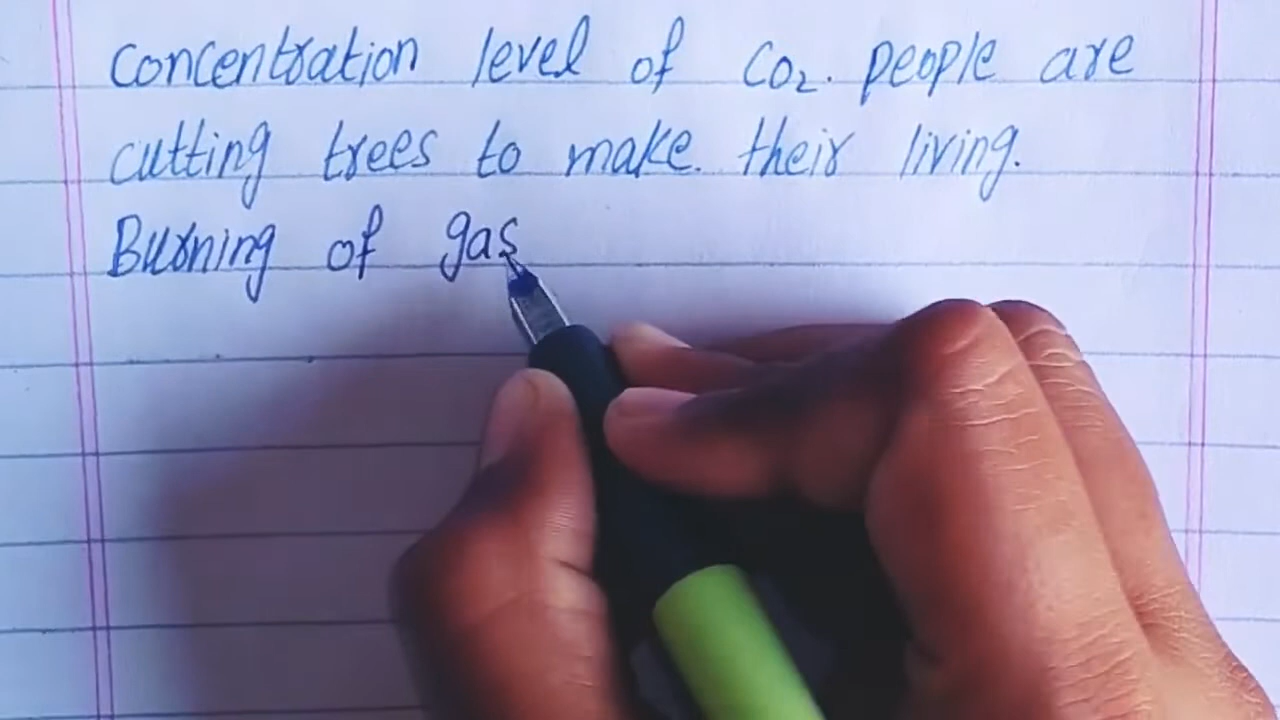 Concentration level of CO₂. people are
cutting trees to make. their living.
Burning of gas